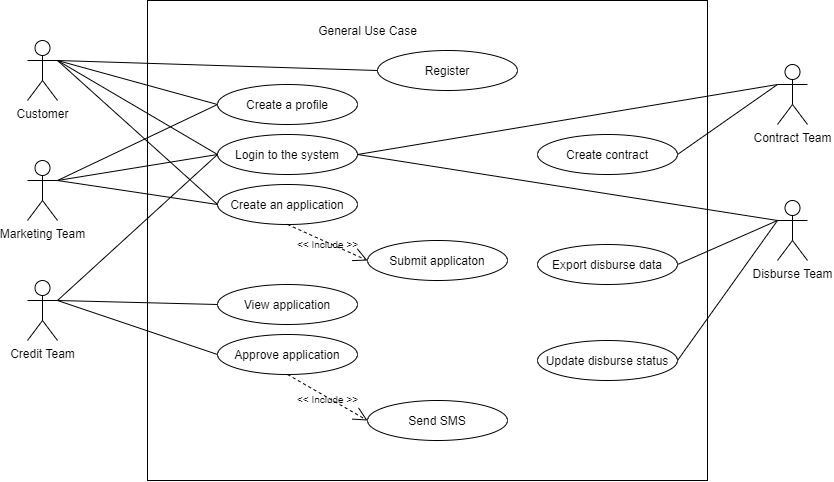 General Use Case
Customer
Register
Create a profile
Contract Team
Login to the system
Create contract
Marketing Team
Create an application
<< Include >>
Submit applicaton
Export disburse data
Disburse Team
View application
Credit Team
Approve application
Update disburse status
<< Include >>
Send SMS